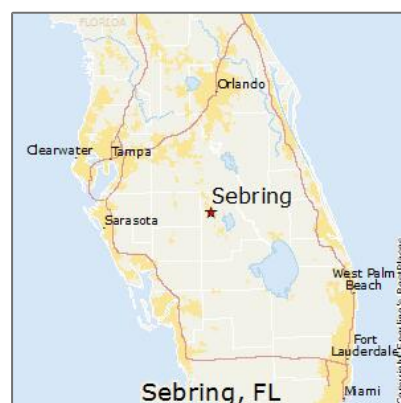 FLORIDA
Orlando
Clearwater
Tampa
Sebring
Sarasota
West Palm
Beach
Fort
Lauderdale
Sebring, FL
Miami